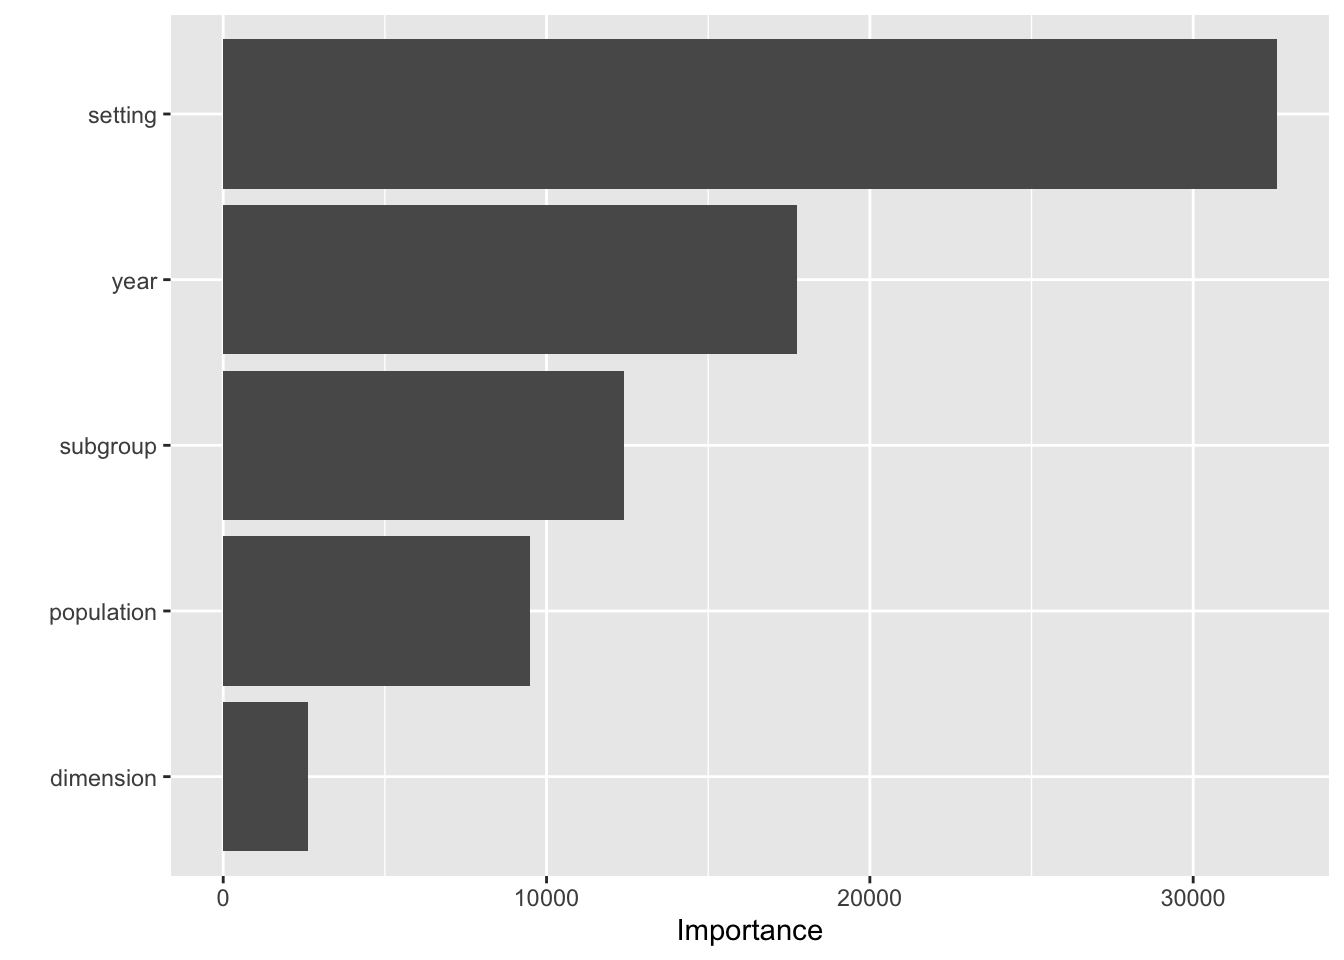 setting
year
subgroup
population
dimension
0 10000 20000 30000
Importance